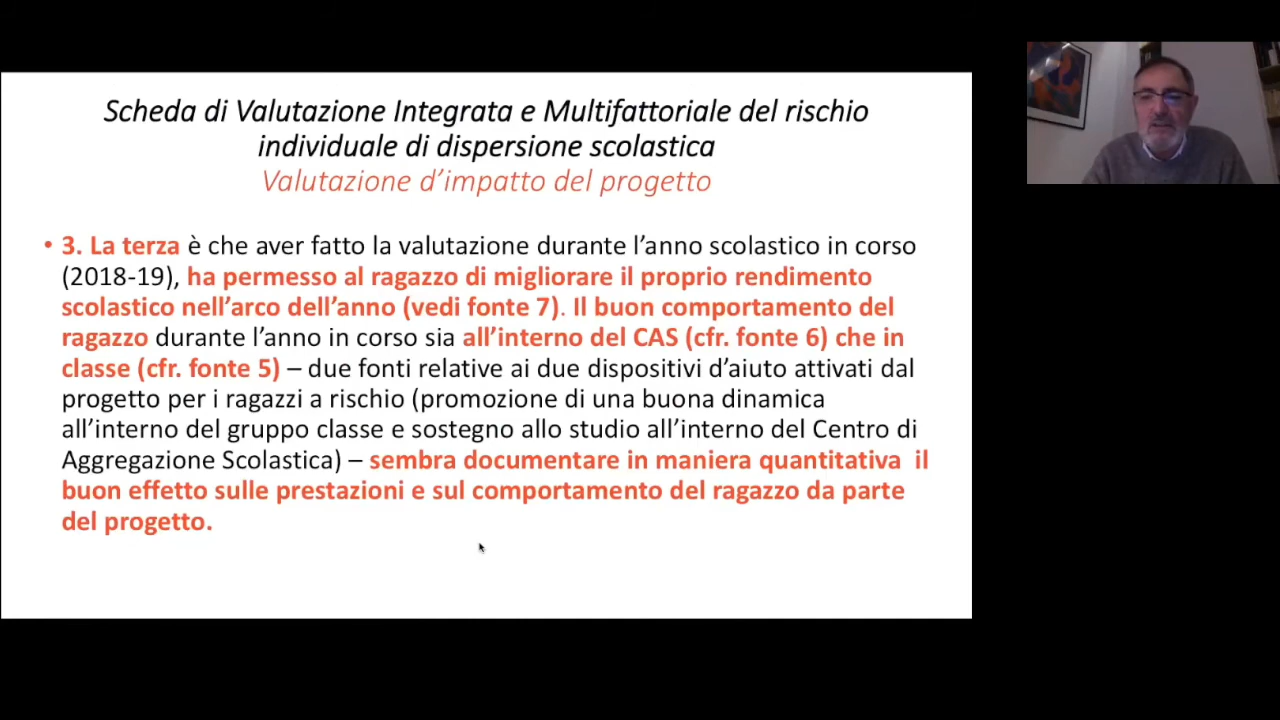 Scheda di Valutazione Integrata e Multifattoriale del rischio
individuale di dispersione scolastica
Valutazione d’impatto del progetto
• 3. La terza è che aver fatto la valutazione durante l’anno scolastico in corso
(2018-19), ha permesso al ragazzo di migliorare il proprio rendimento
scolastico nell’arco dell’anno (vedi fonte 7). Il buon comportamento del
ragazzo durante l’anno in corso sia all’interno del CAS (cfr. fonte 6) che in
classe (cfr. fonte 5) – due fonti relative ai due dispositivi d’aiuto attivati dal
progetto per i ragazzi a rischio (promozione di una buona dinamica
all’interno del gruppo classe e sostegno allo studio all’interno del Centro di
Aggregazione Scolastica) – sembra documentare in maniera quantitativa  il
buon effetto sulle prestazioni e sul comportamento del ragazzo da parte
del progetto.